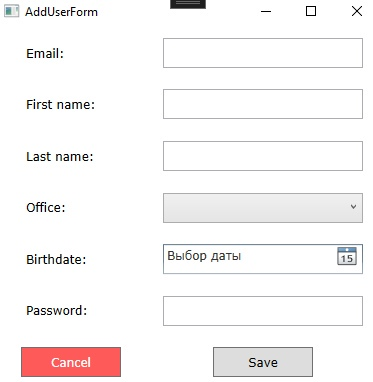 AddUserForm
Email:
First name:
Last name:
Office:
Birthdate:
Выбор даты
15
Password:
Cancel
Save